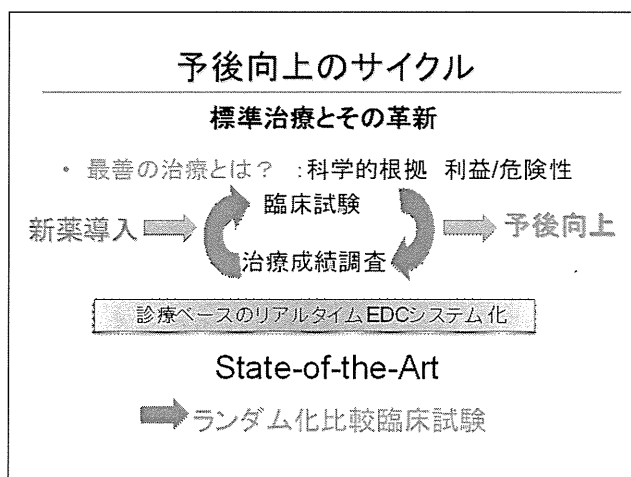 予後向上のサイクル
標準治療とその革新
・ 最善の治療とは？ ：科学的根拠 利益/危険性
臨床試験
新薬導入 予後向上
治療成績調査
診療ベースのリアルタイムEDCシステム化
State-of-the-Art
ランダム化比較臨床試験